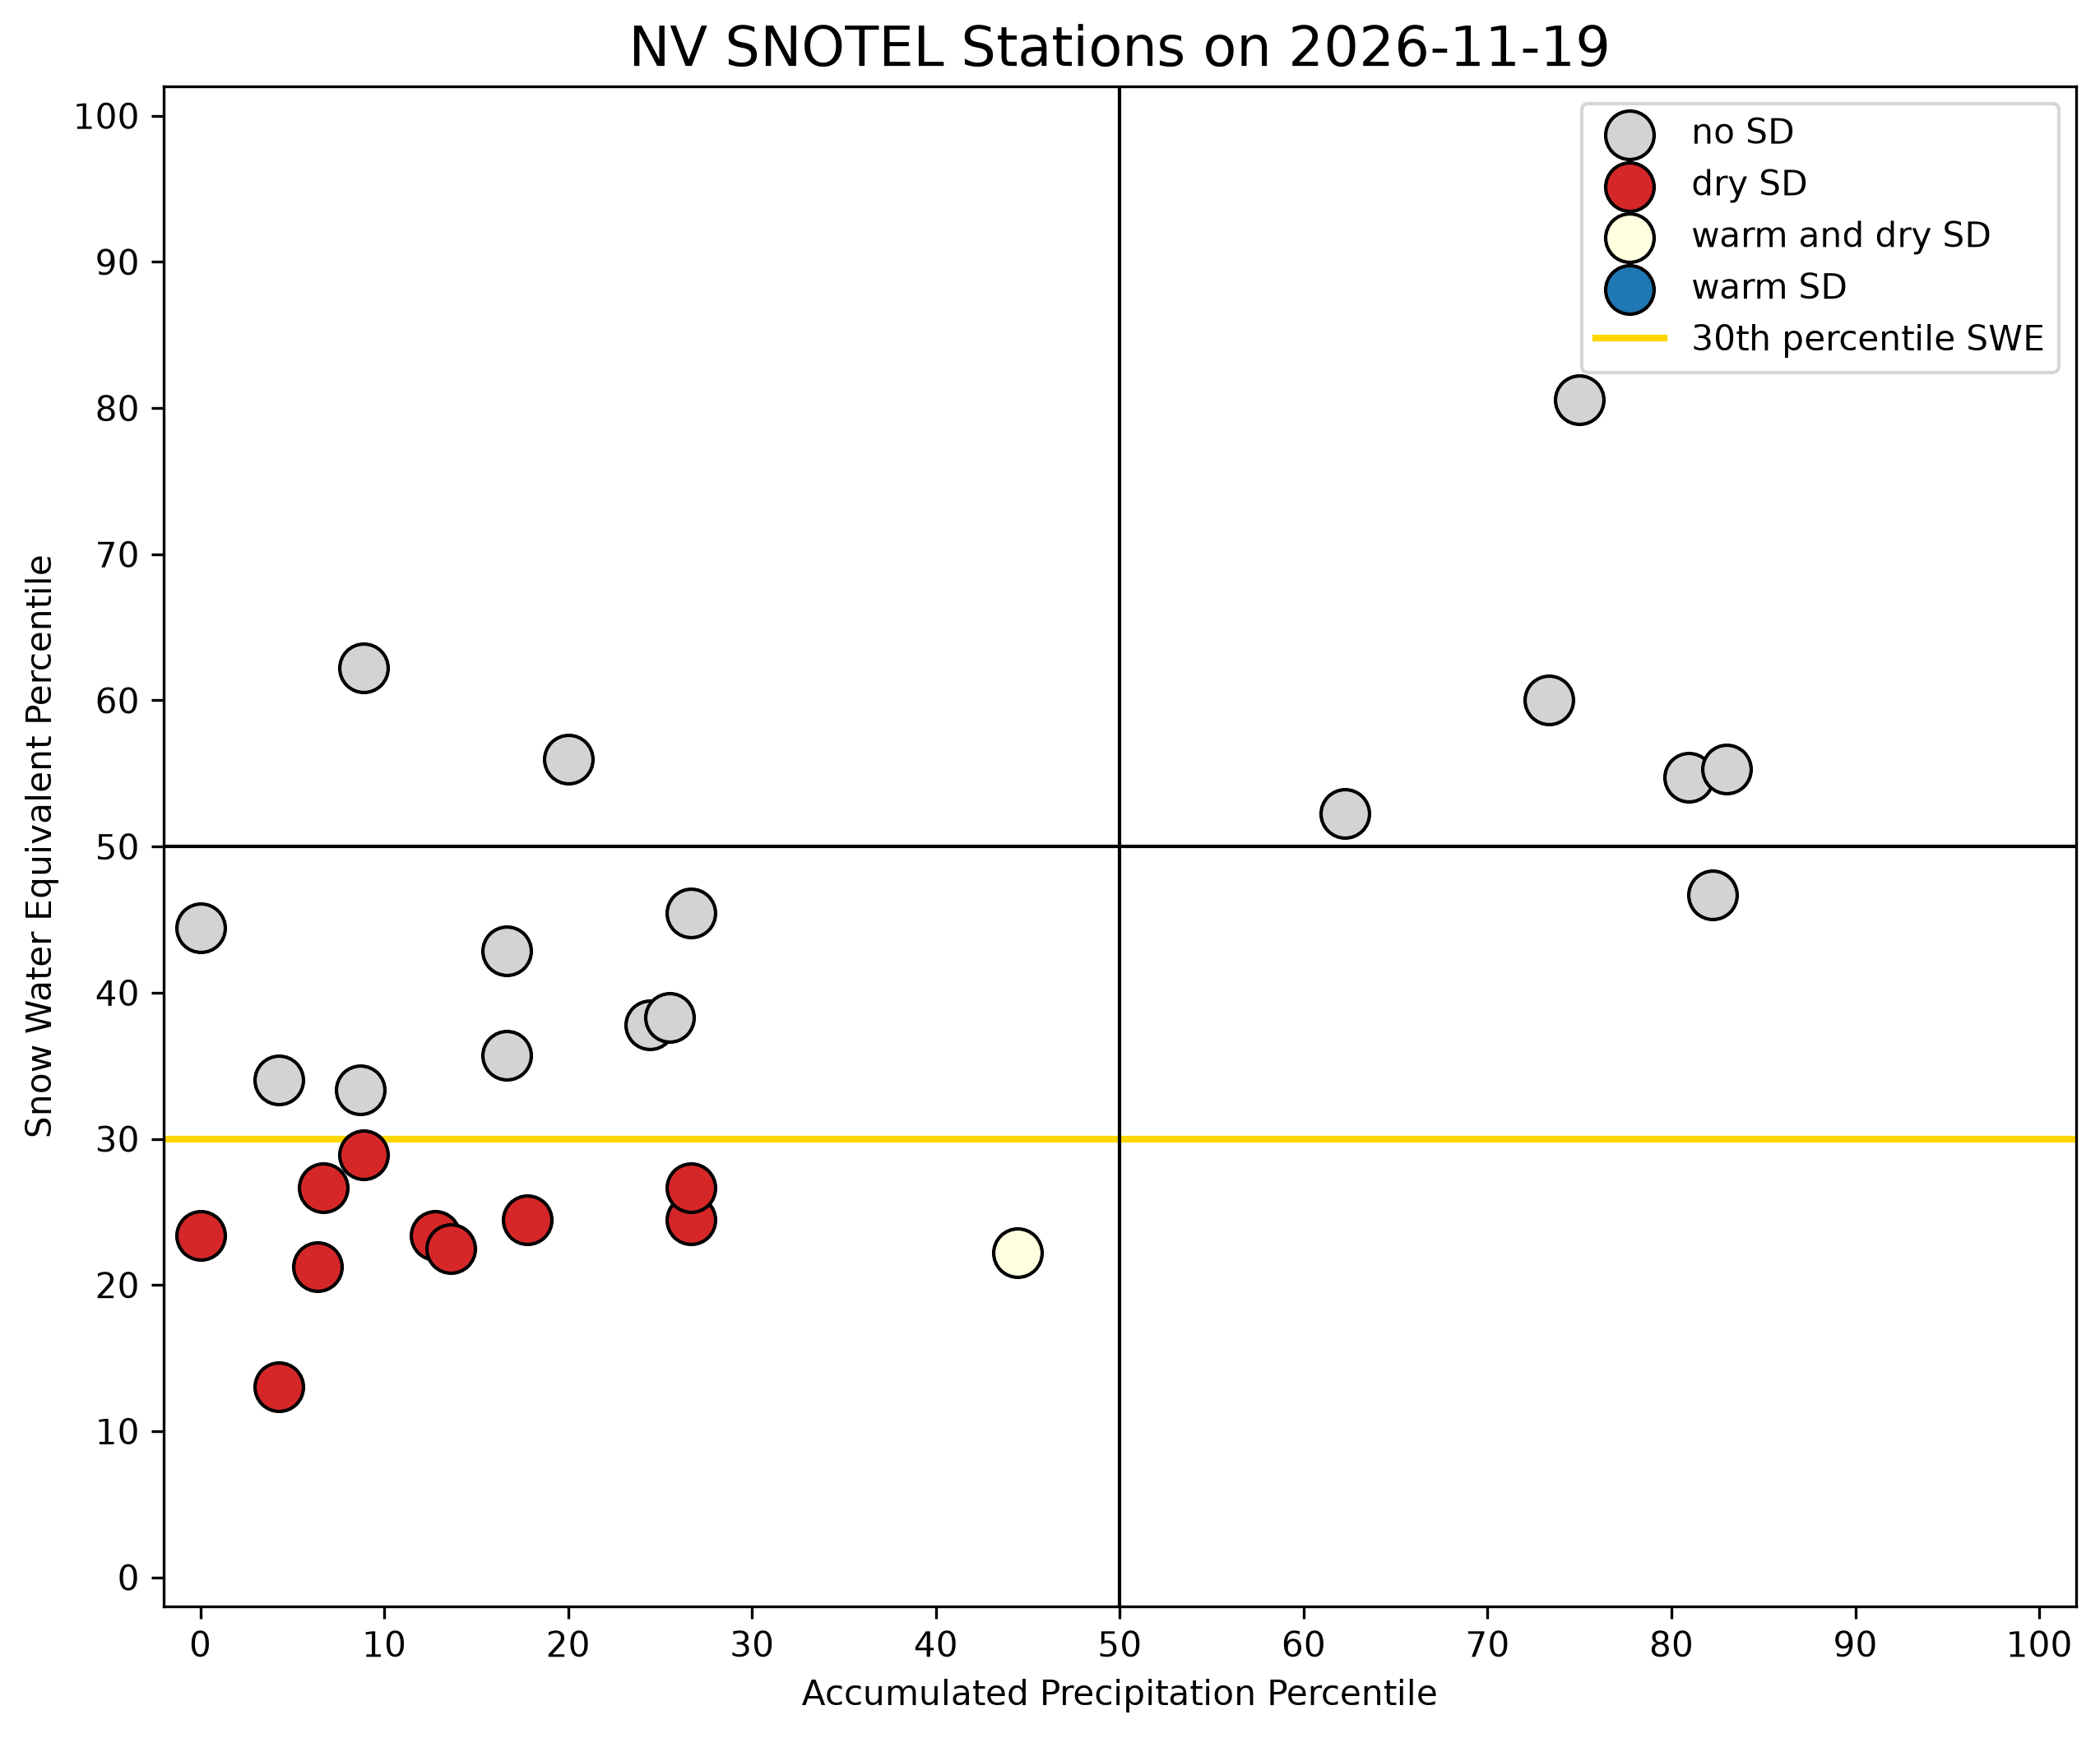 NV SNOTEL Stations on 2026-11-19
no SD
dry SD
warm and dry SD
warm SD
30th percentile SWE
Snow Water Equivalent Percentile
100
90
80
70
60
50
40
30
20
10
0
0 10 20 30 40 50 60 70 80 90 100
Accumulated Precipitation Percentile